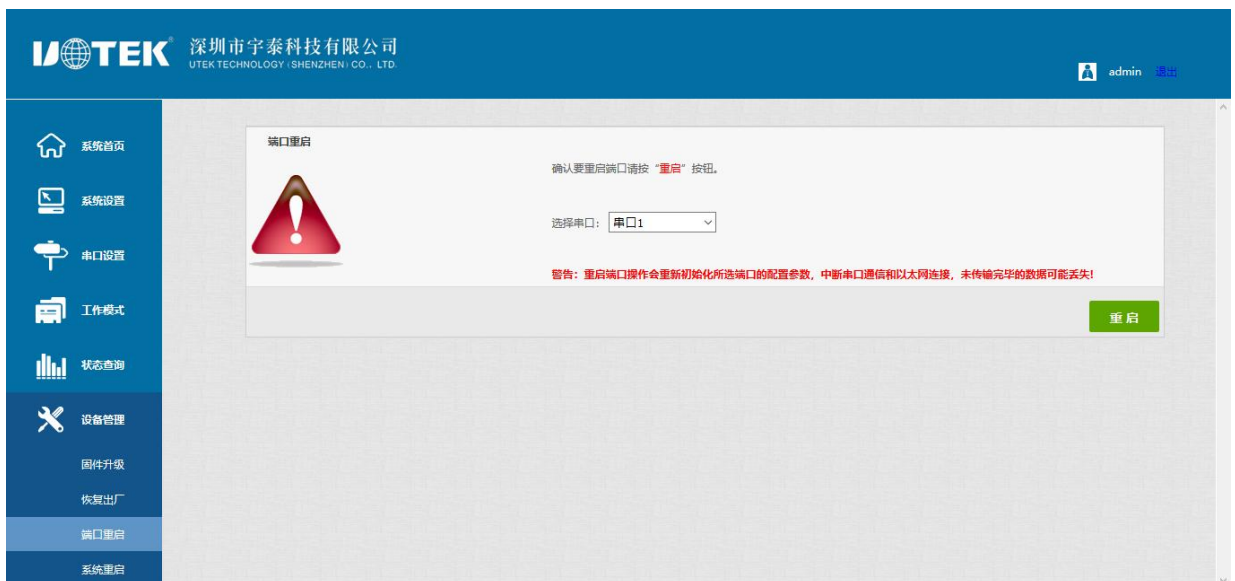 UTEK® 深圳市宇泰科技有限公司
UTEK TECHNOLOGY (SHENZHEN) CO., LTD.
admin 退出
系统首页
系统设置
串口设置
工作模式
状态查询
设备管理
固件升级
恢复出厂
端口重启
系统重启
端口重启
确认要重启端口请按“重启”按钮。
选择串口: 串口1
警告：重启端口操作会重新初始化所选端口的配置参数，中断串口通信和以太网连接，未传输完毕的数据可能丢失!
重 启